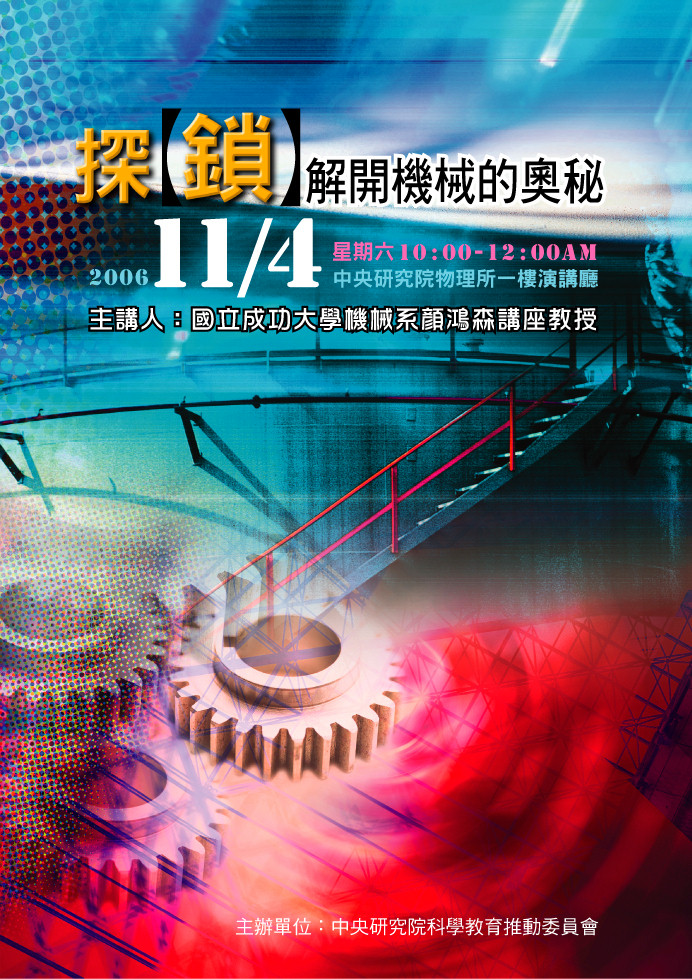 探【鎖】解開機械的奧秘
2006 11/4 星期六10:00-12:00AM
中央研究院物理所一樓演講廳
主講人：國立成功大學機械系顏鴻森講座教授
主辦單位：中央研究院科學教育推動委員會